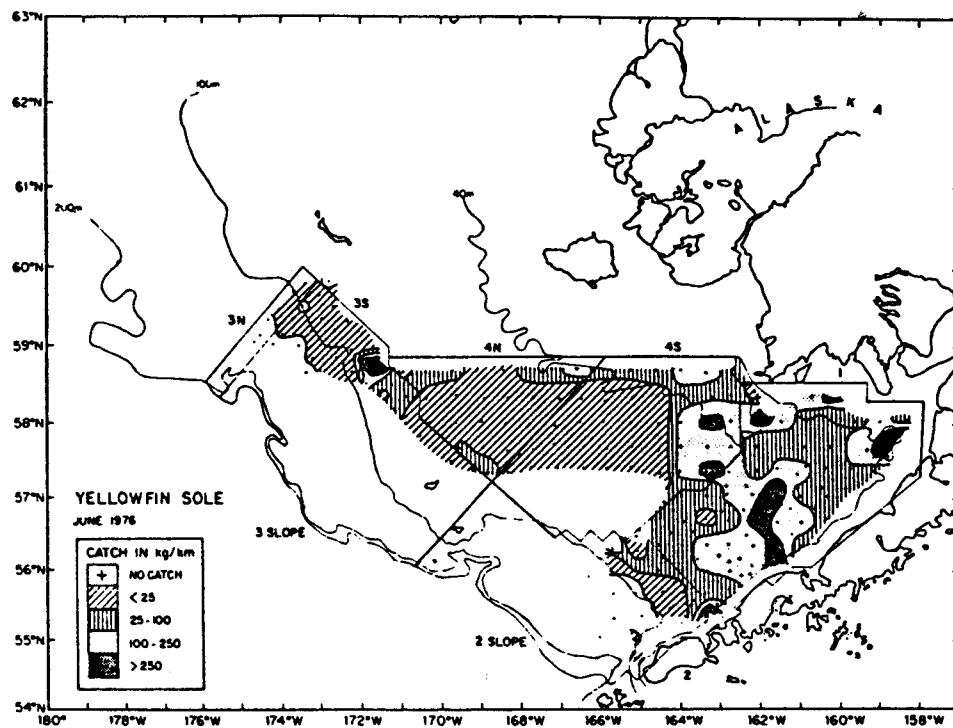 63°N
62°N
61°N
60°N
59°N
58°N
57°N
56°N
55°N
54°N
100m
200m
40m
A L A S K A
3N
3S
4N
4S
1
YELLOWFIN SOLE
JUNE 1976
CATCH IN kg/km
+ NO CATCH
< 25
25 - 100
100 - 250
> 250
3 SLOPE
2 SLOPE
2
180° 178°W 176°W 174°W 172°W 170°W 168°W 166°W 164°W 162°W 160°W 158°W